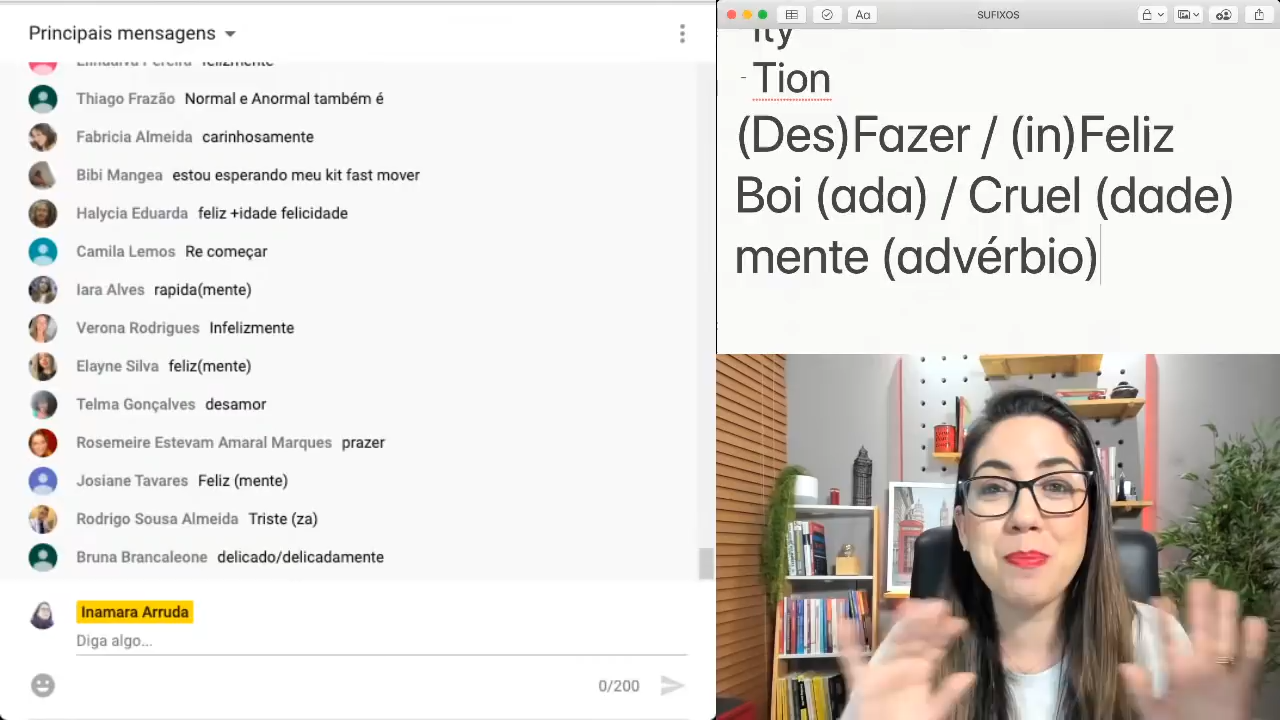 Principais mensagens
felizmente
Thiago Frazão Normal e Anormal também é
Fabricia Almeida carinhosamente
Bibi Mangea estou esperando meu kit fast mover
Halycia Eduarda feliz +idade felicidade
Camila Lemos Re começar
Iara Alves rapida(mente)
Verona Rodrigues Infelizmente
Elayne Silva feliz(mente)
Telma Gonçalves desamor
Rosemeire Estevam Amaral Marques prazer
Josiane Tavares Feliz (mente)
Rodrigo Sousa Almeida Triste (za)
Bruna Brancaleone delicado/delicadamente
Inamara Arruda
Diga algo...
0/200
Aa
SUFIXOS
ity
- Tion
(Des)Fazer / (in)Feliz
Boi (ada) / Cruel (dade)
mente (advérbio)